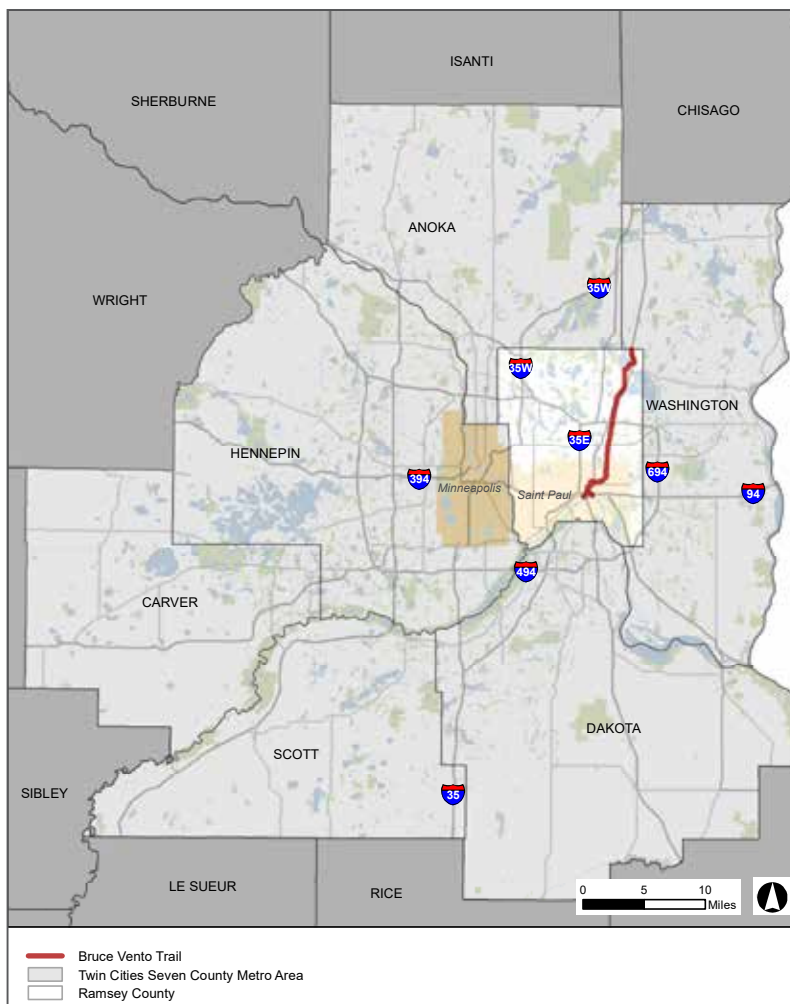 ISANTI
SHERBURNE
CHISAGO
ANOKA
35W
WRIGHT
35W
WASHINGTON
35E
HENNEPIN
694
394
Minneapolis
Saint Paul
94
494
CARVER
DAKOTA
SCOTT
SIBLEY
35
LE SUEUR
RICE
0 5 10
Miles
Bruce Vento Trail
Twin Cities Seven County Metro Area
Ramsey County